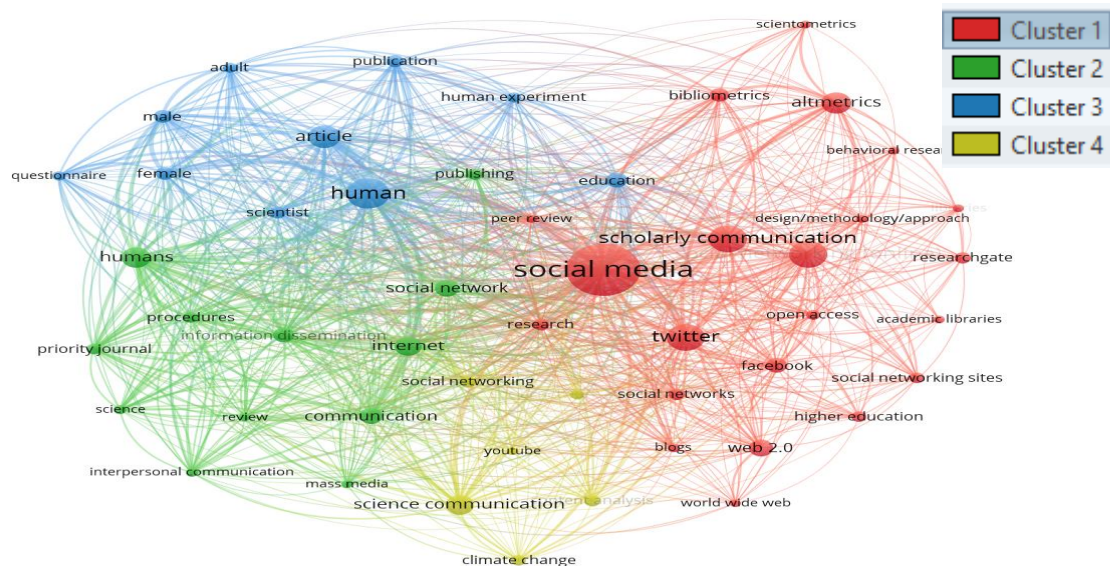 scientometrics
Cluster 1
Cluster 2
Cluster 3
Cluster 4
publication
adult
human experiment
bibliometrics
altmetrics
male
article
behavioral resea
questionnaire
female
publishing
education
human
scientist
peer review
design/methodology/approach
scholarly communication
humans
researchgate
social media
social network
procedures
research
open access
academic libraries
information dissemination
twitter
priority journal
internet
facebook
social networking
social networking sites
social networks
science
review
communication
higher education
youtube
blogs
web 2.0
interpersonal communication
mass media
science communication
content analysis
world wide web
climate change